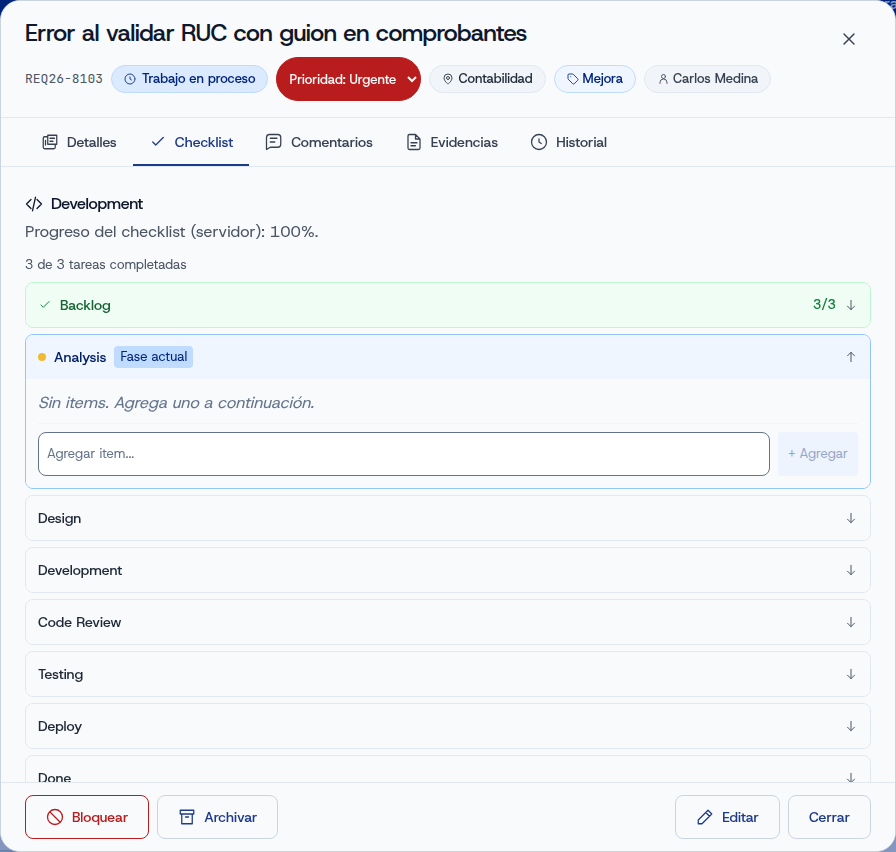 Error al validar RUC con guion en comprobantes
REQ26-8103 Trabajo en proceso Prioridad: Urgente Contabilidad Mejora Carlos Medina
Detalles Checklist Comentarios Evidencias Historial
Development
Progreso del checklist (servidor): 100%.
3 de 3 tareas completadas
Backlog 3/3
Analysis Fase actual
Sin items. Agrega uno a continuación.
Agregar item... + Agregar
Design
Development
Code Review
Testing
Deploy
Done
Bloquear Archivar Editar Cerrar